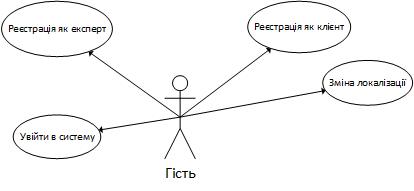 Реєстрація як експерт
Реєстрація як клієнт
Зміна локалізації
Увійти в систему
Гість